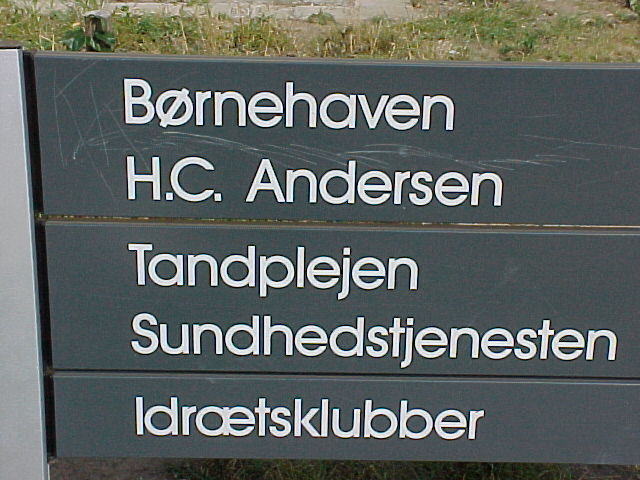 Børnehaven
H.C. Andersen
Tandplejen
Sundhedstjenesten
Idrætsklubber